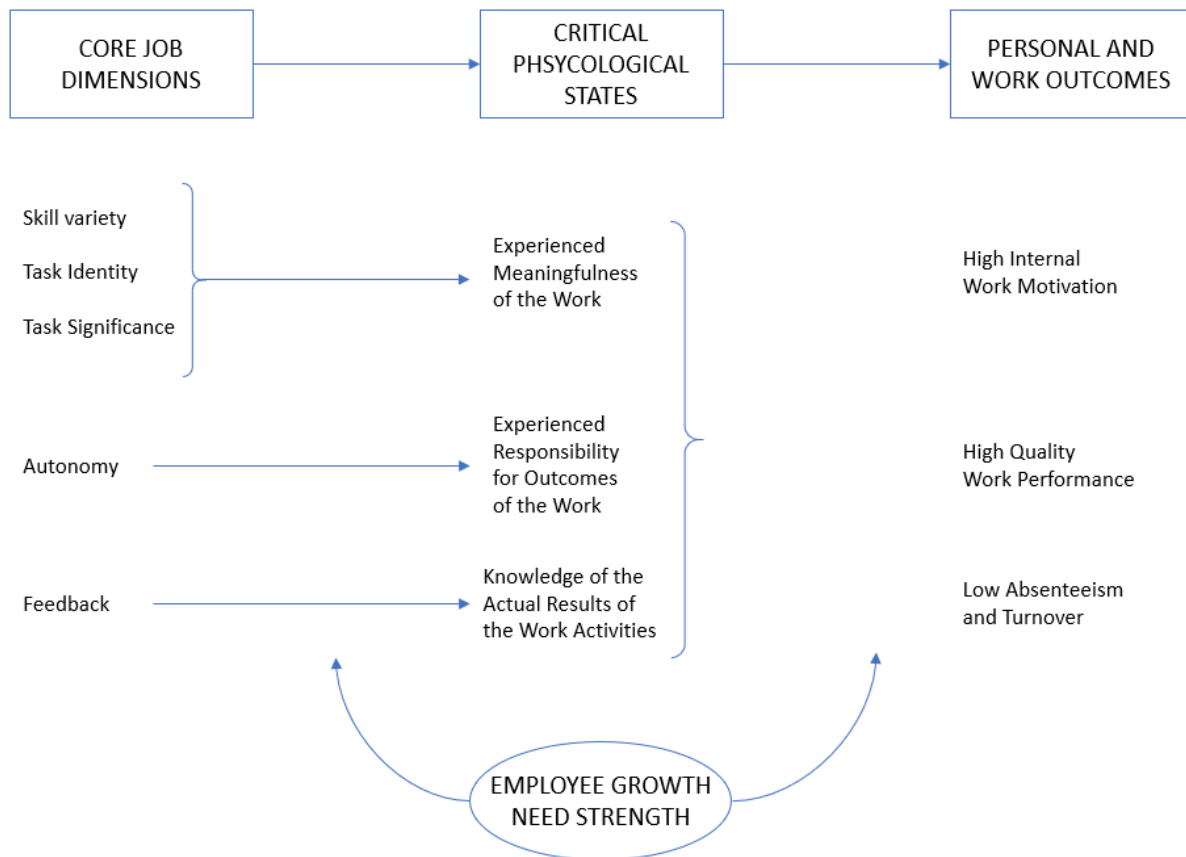 CORE JOB
DIMENSIONS
CRITICAL
PHSYCOLOGICAL
STATES
PERSONAL AND
WORK OUTCOMES
Skill variety
Task Identity
Task Significance
Experienced
Meaningfulness
of the Work
High Internal
Work Motivation
Autonomy
Experienced
Responsibility
for Outcomes
of the Work
High Quality
Work Performance
Feedback
Knowledge of the
Actual Results of
the Work Activities
Low Absenteeism
and Turnover
EMPLOYEE GROWTH
NEED STRENGTH